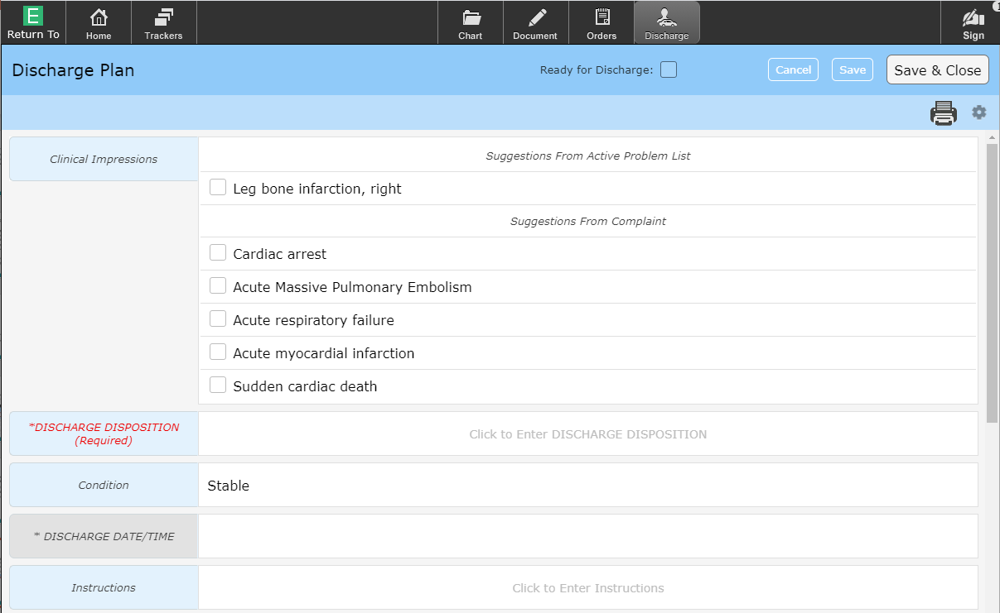 E
Return To
Home
Trackers
Chart
Document
Orders
Discharge
1
Sign
Discharge Plan
Ready for Discharge:
Cancel
Save
Save & Close
Clinical Impressions
Suggestions From Active Problem List
Leg bone infarction, right
Suggestions From Complaint
Cardiac arrest
Acute Massive Pulmonary Embolism
Acute respiratory failure
Acute myocardial infarction
Sudden cardiac death
*DISCHARGE DISPOSITION
(Required)
Click to Enter DISCHARGE DISPOSITION
Condition
Stable
* DISCHARGE DATE/TIME
Instructions
Click to Enter Instructions